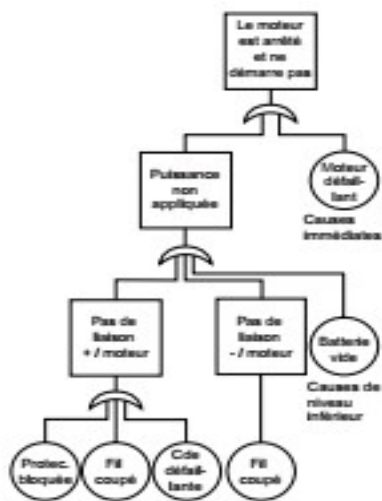 Le moteur
est arrêté
et ne
démarre pas
Puissance
non
appliquée
Moteur
défail-
lant
Causes
immédiates
Pas de
liaison
+ / moteur
Pas de
liaison
- / moteur
Batterie
vide
Causes de
niveau
inférieur
Protec.
bloquée
Fil
coupé
Cde
défail-
lante
Fil
coupé